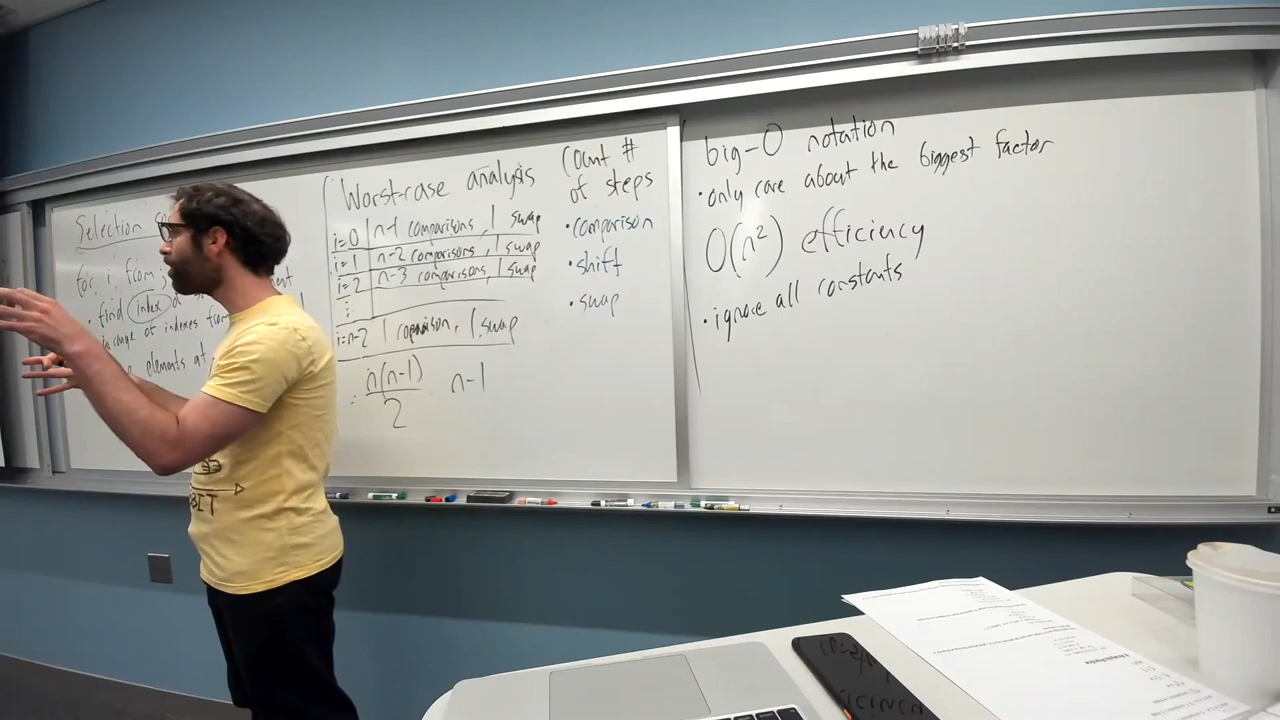 Selection
for i from
• find index
in range of indexes from
elements at
Worst-case analysis
i=0 n-1 comparisons, 1 swap
i=1 n-2 comparisons, 1 swap
i=2 n-3 comparisons, 1 swap
⋮
i=n-2 1 comparison, 1 swap
n(n-1)
2
n-1
Count #
of steps
• comparison
• shift
• swap
big-O notation
• only care about the biggest factor
O(n²) efficiency
• ignore all constants